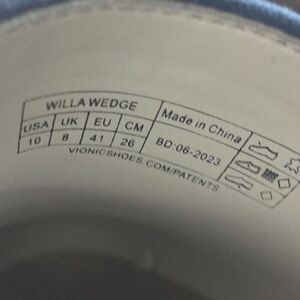 WILLA WEDGE
Made in China
USA UK EU CM
10 8 41 26
BD:06-2023
VIONICSHOES.COM/PATENTS